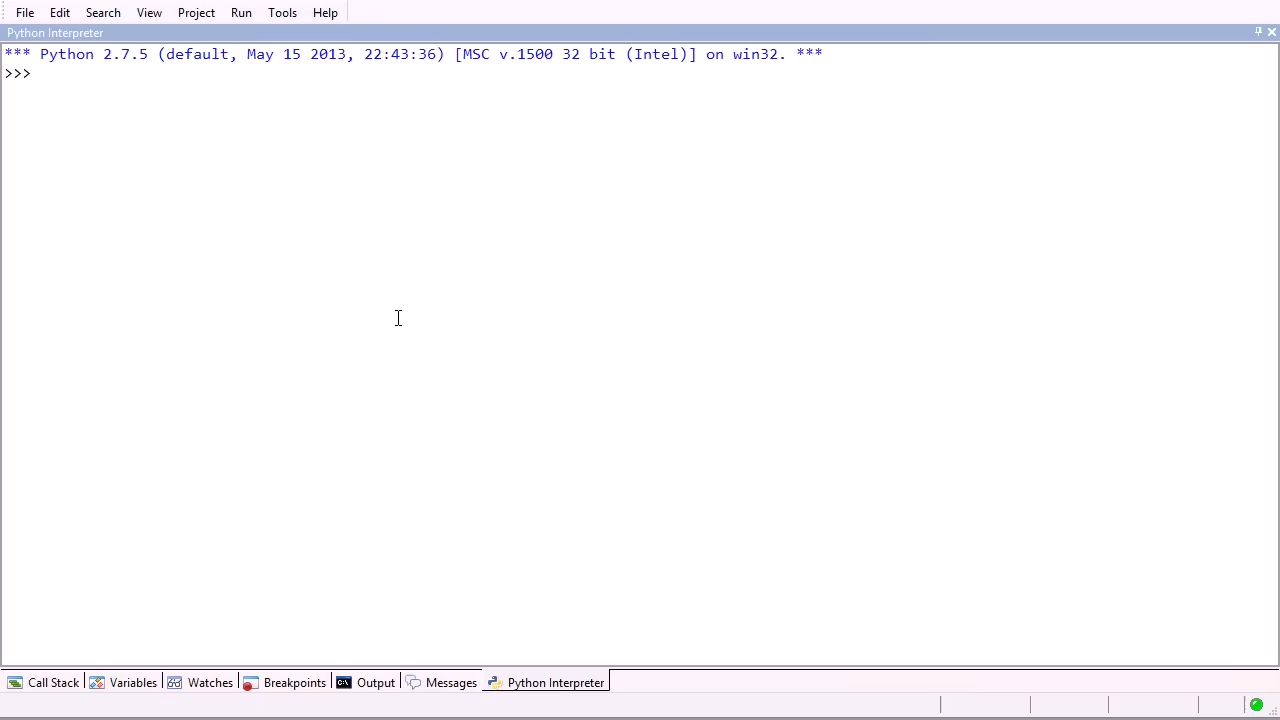 File Edit Search View Project Run Tools Help
Python Interpreter
*** Python 2.7.5 (default, May 15 2013, 22:43:36) [MSC v.1500 32 bit (Intel)] on win32. ***
>>>
Call Stack Variables Watches Breakpoints Output Messages Python Interpreter